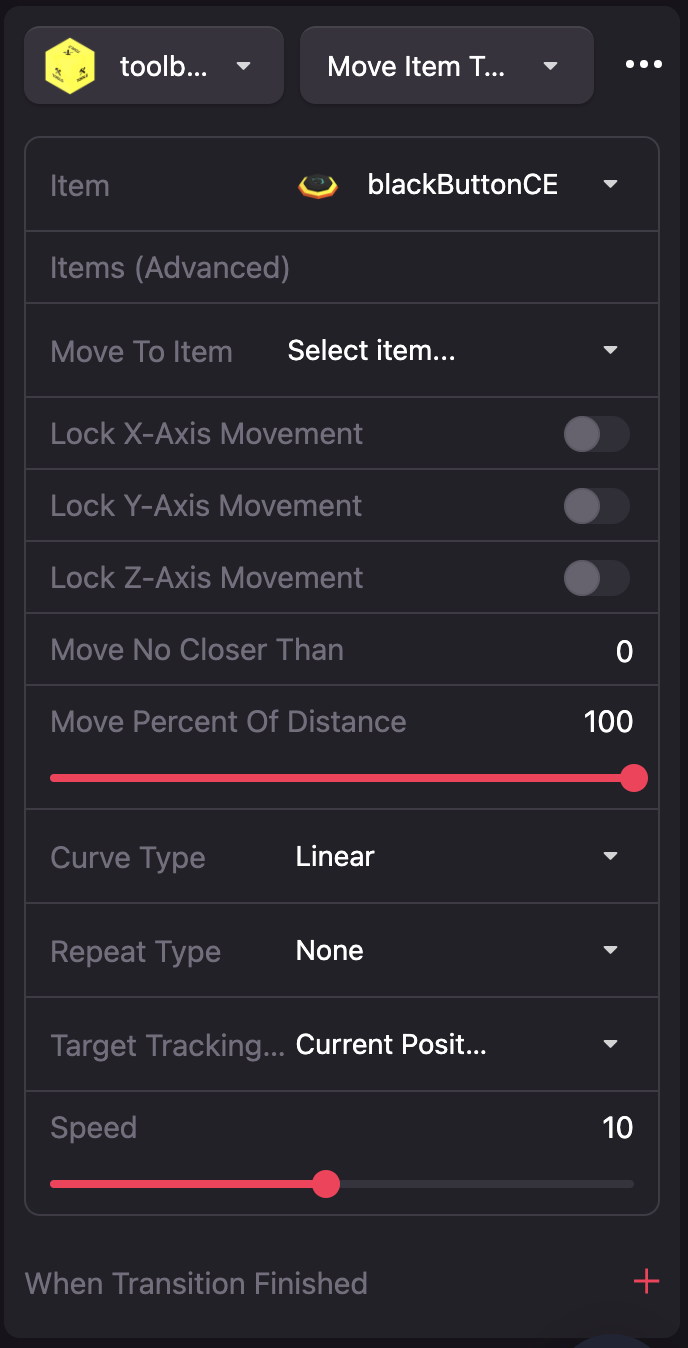 toolb...
Move Item T...
Item
blackButtonCE
Items (Advanced)
Move To Item
Select item...
Lock X-Axis Movement
Lock Y-Axis Movement
Lock Z-Axis Movement
Move No Closer Than
0
Move Percent Of Distance
100
Curve Type
Linear
Repeat Type
None
Target Tracking...
Current Posit...
Speed
10
When Transition Finished